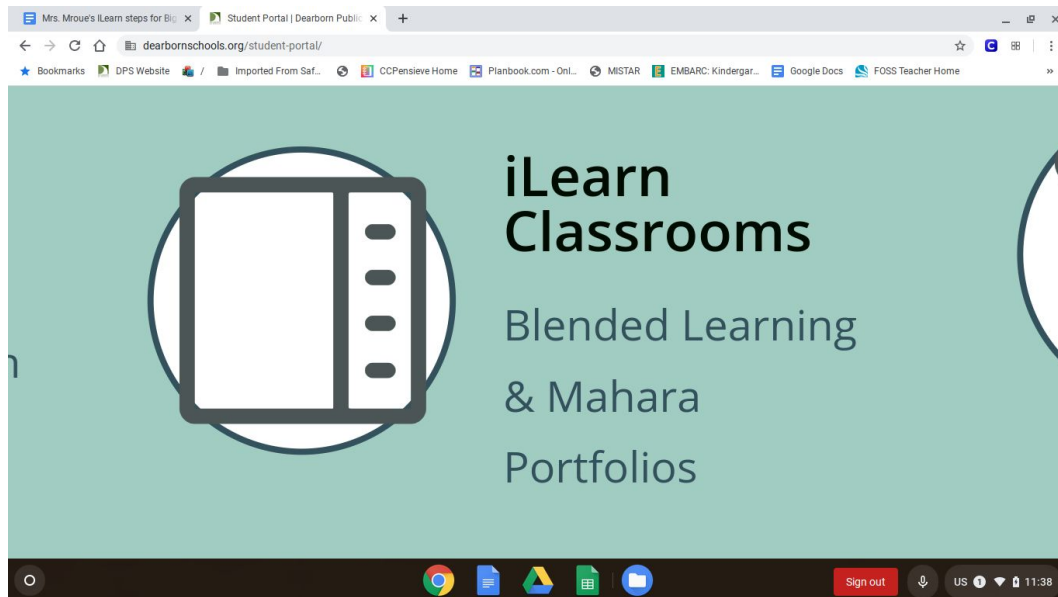 Mrs. Mroue's ILearn steps for Big
Student Portal | Dearborn Public
dearbornschools.org/student-portal/
Bookmarks DPS Website / Imported From Saf... CCPensieve Home Planbook.com - Onl... MISTAR EMBARC: Kindergar... Google Docs FOSS Teacher Home »
iLearn
Classrooms
Blended Learning
& Mahara
Portfolios
n
Sign out US 1 11:38